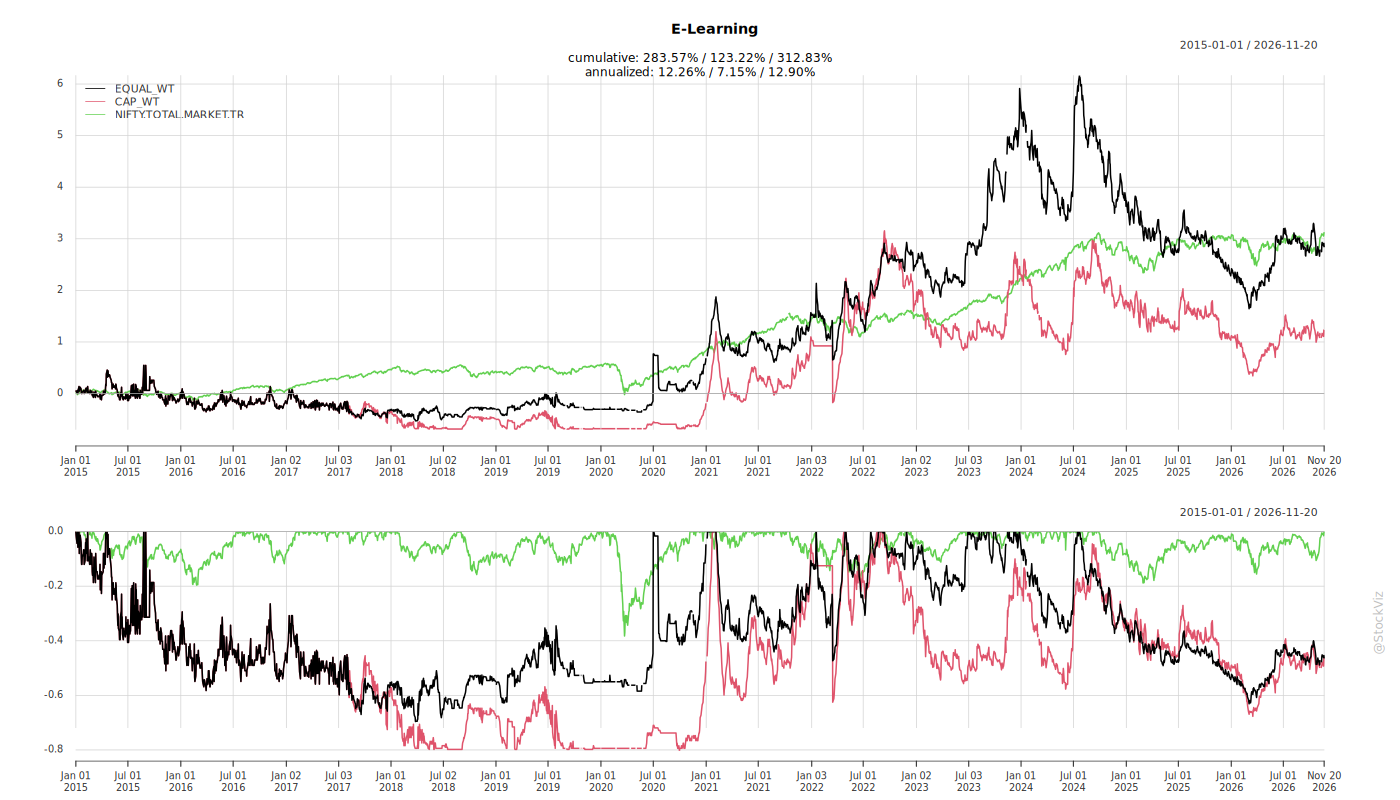 E-Learning
2015-01-01 / 2026-11-20
cumulative: 283.57% / 123.22% / 312.83%
annualized: 12.26% / 7.15% / 12.90%
EQUAL_WT
CAP_WT
NIFTY.TOTAL.MARKET.TR
6
5
4
3
2
1
0
Jan 01 Jul 01 Jan 01 Jul 01 Jan 02 Jul 03 Jan 01 Jul 02 Jan 01 Jul 01 Jan 01 Jul 01 Jan 01 Jul 01 Jan 03 Jul 01 Jan 02 Jul 03 Jan 01 Jul 01 Jan 01 Jul 01 Jan 01 Jul 01 Nov 20
2015 2015 2016 2016 2017 2017 2018 2018 2019 2019 2020 2020 2021 2021 2022 2022 2023 2023 2024 2024 2025 2025 2026 2026 2026
2015-01-01 / 2026-11-20
0.0
-0.2
-0.4
-0.6
-0.8
Jan 01 Jul 01 Jan 01 Jul 01 Jan 02 Jul 03 Jan 01 Jul 02 Jan 01 Jul 01 Jan 01 Jul 01 Jan 01 Jul 01 Jan 03 Jul 01 Jan 02 Jul 03 Jan 01 Jul 01 Jan 01 Jul 01 Jan 01 Jul 01 Nov 20
2015 2015 2016 2016 2017 2017 2018 2018 2019 2019 2020 2020 2021 2021 2022 2022 2023 2023 2024 2024 2025 2025 2026 2026 2026
@StockViz